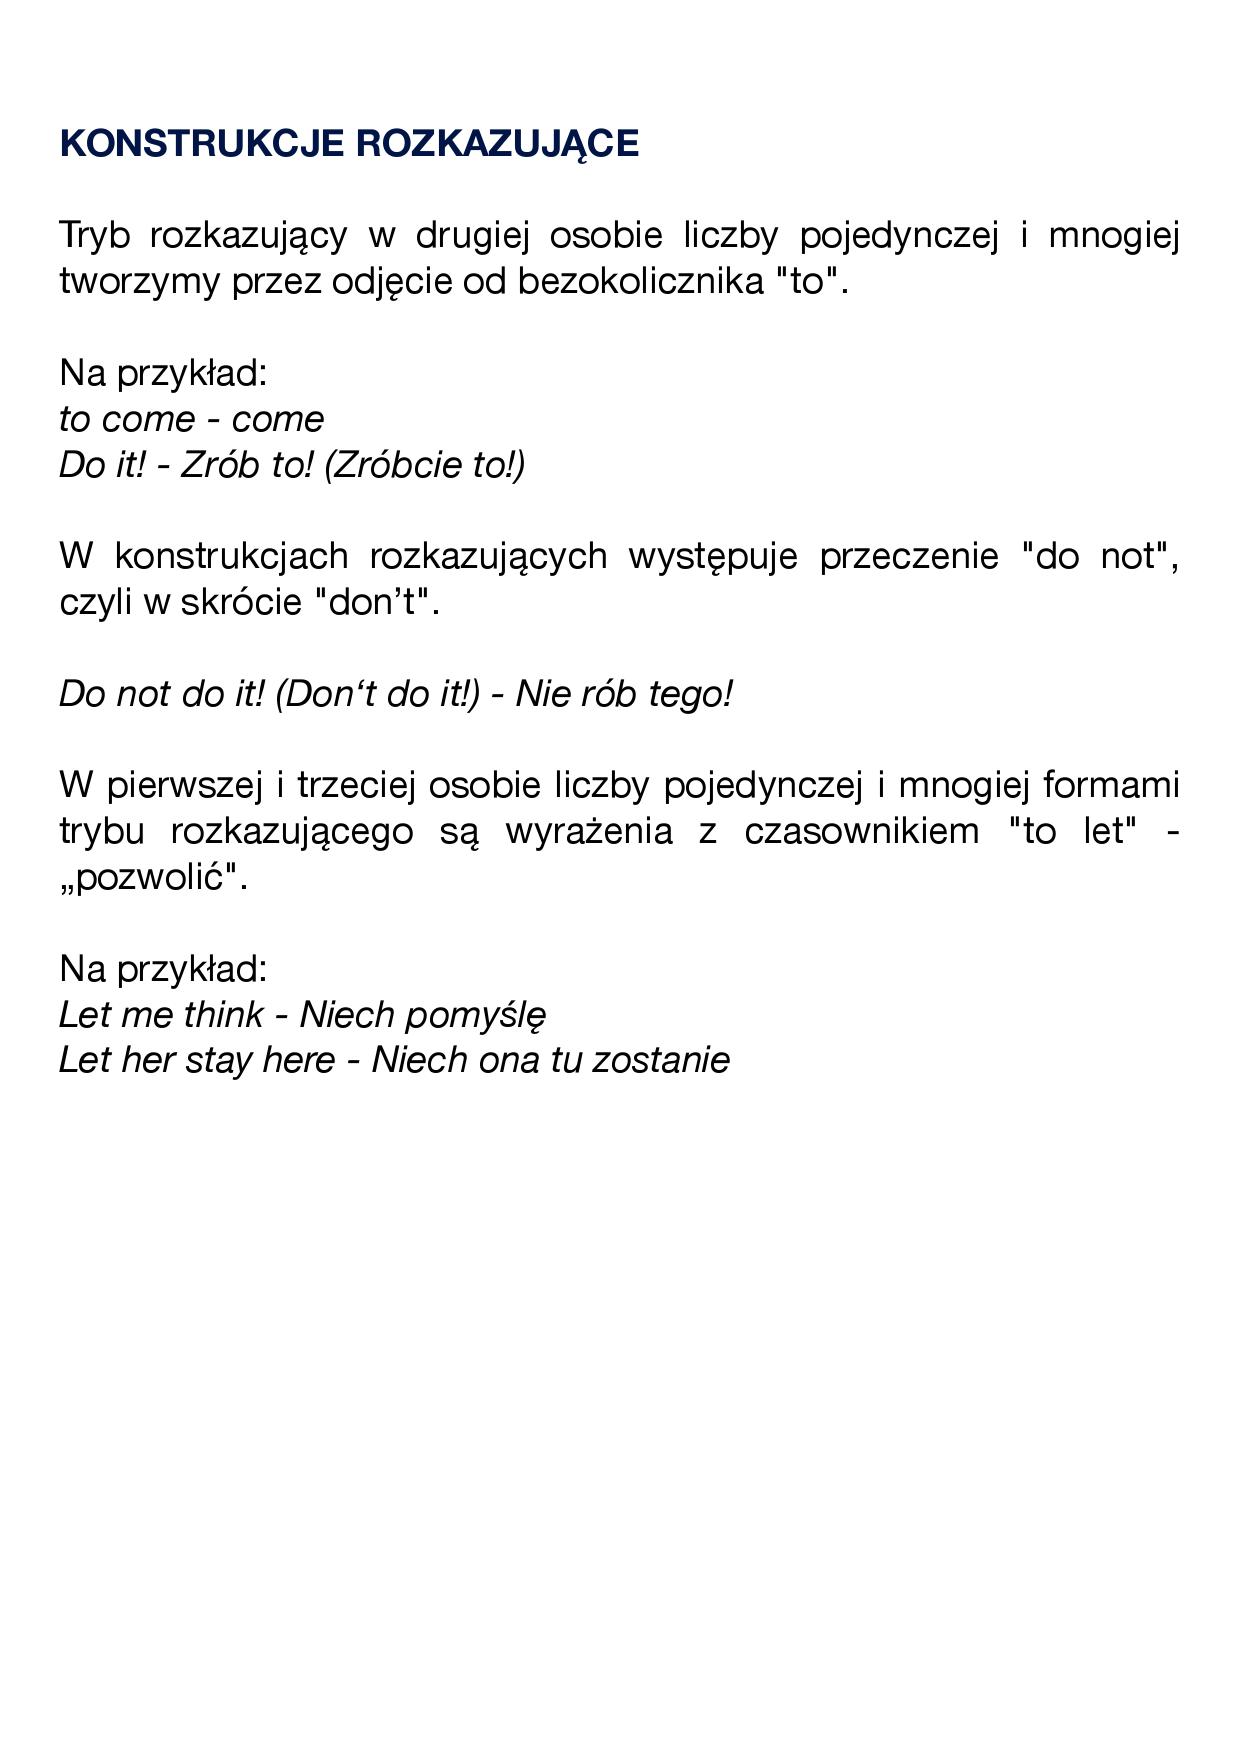 KONSTRUKCJE ROZKAZUJĄCE
Tryb rozkazujący w drugiej osobie liczby pojedynczej i mnogiej
tworzymy przez odjęcie od bezokolicznika "to".
Na przykład:
to come - come
Do it! - Zrób to! (Zróbcie to!)
W konstrukcjach rozkazujących występuje przeczenie "do not",
czyli w skrócie "don’t".
Do not do it! (Don‘t do it!) - Nie rób tego!
W pierwszej i trzeciej osobie liczby pojedynczej i mnogiej formami
trybu rozkazującego są wyrażenia z czasownikiem "to let" -
„pozwolić".
Na przykład:
Let me think - Niech pomyślę
Let her stay here - Niech ona tu zostanie